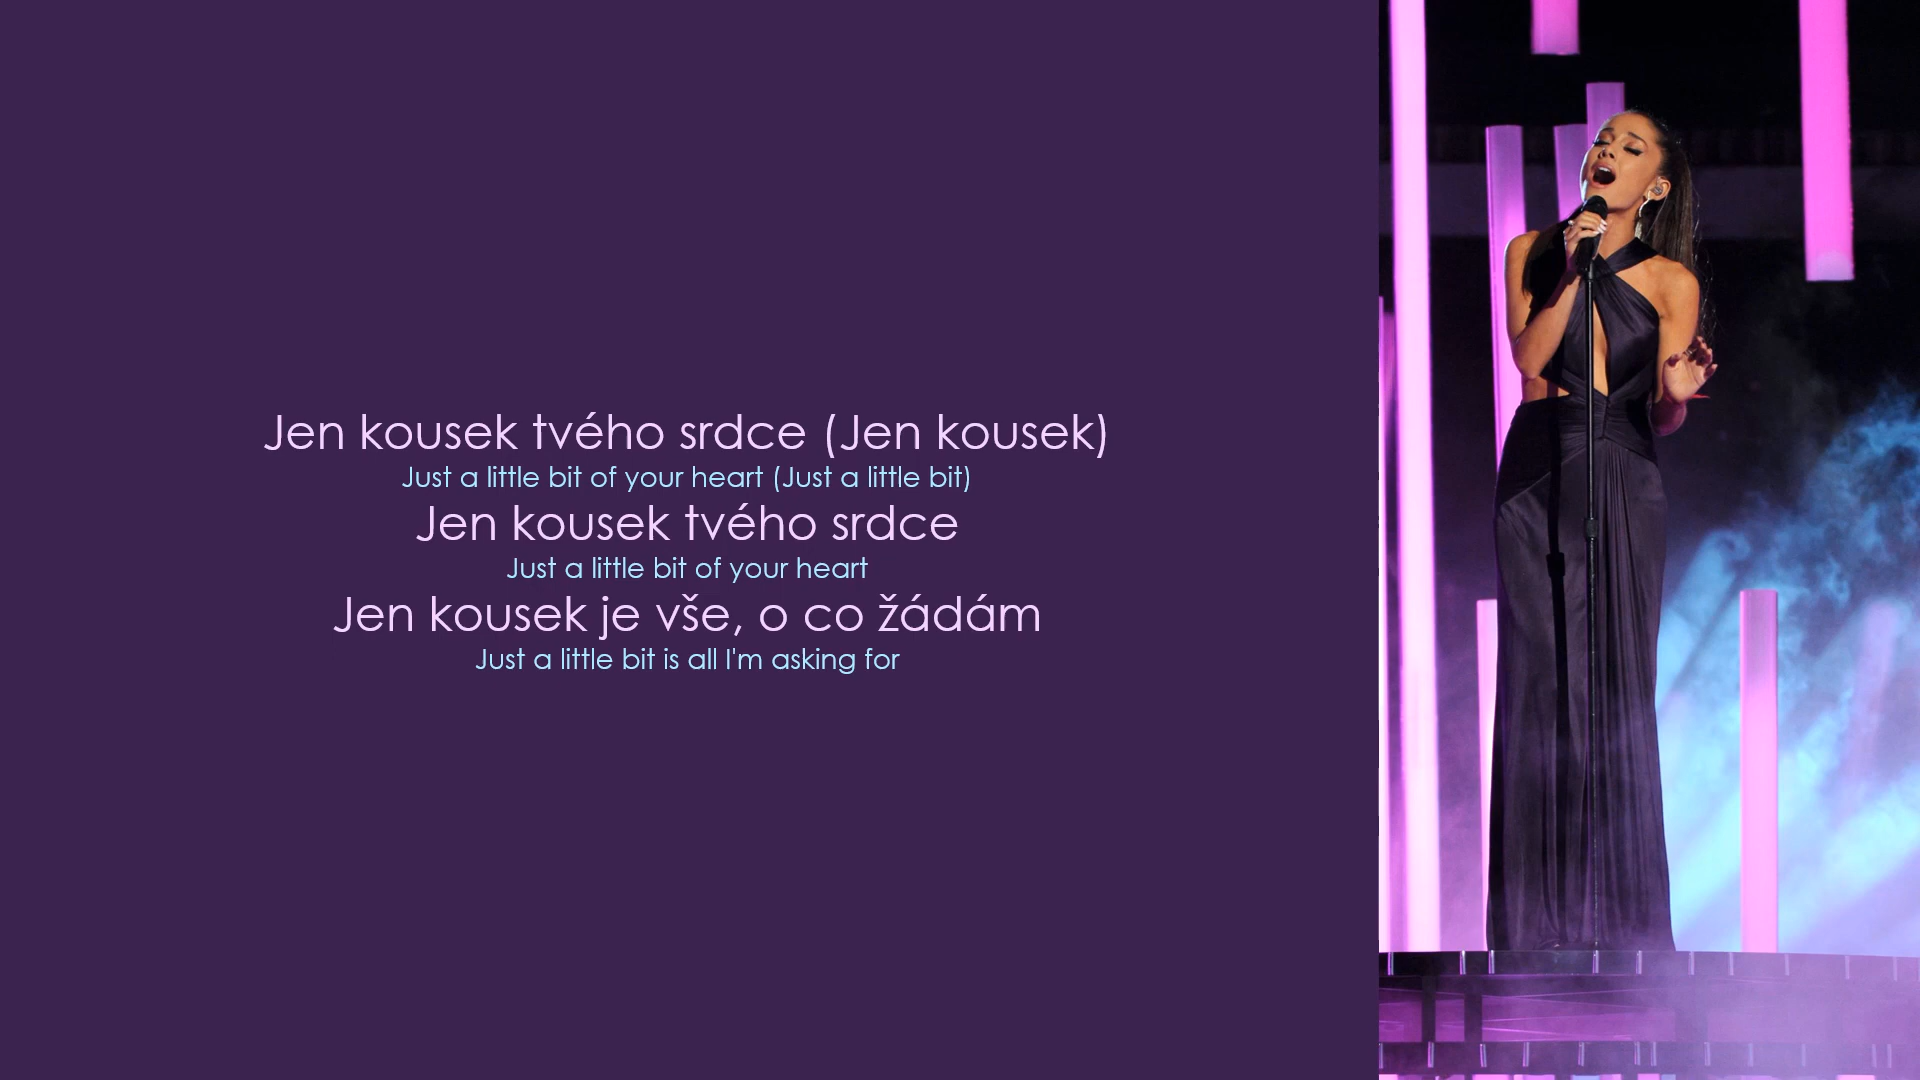 Jen kousek tvého srdce (Jen kousek)
Just a little bit of your heart (Just a little bit)
Jen kousek tvého srdce
Just a little bit of your heart
Jen kousek je vše, o co žádám
Just a little bit is all I'm asking for